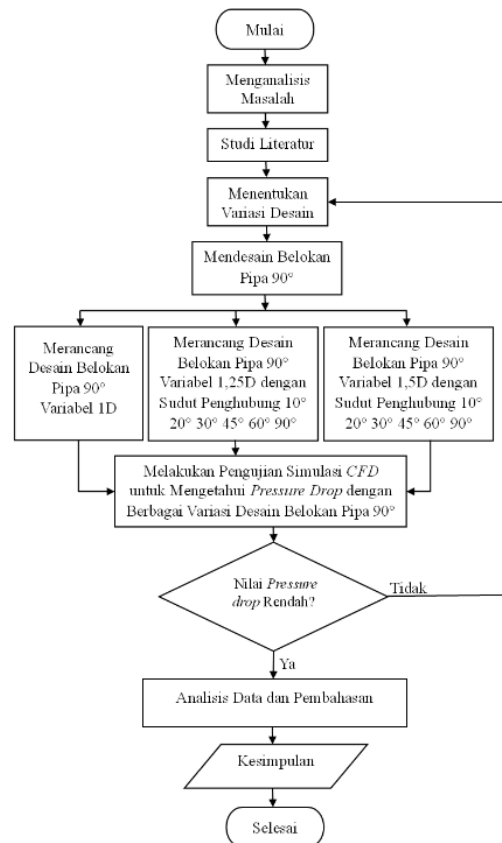 Mulai
Menganalisis
Masalah
Studi Literatur
Menentukan
Variasi Desain
Mendesain Belokan
Pipa 90°
Merancang
Desain Belokan
Pipa 90°
Variabel 1D
Merancang Desain
Belokan Pipa 90°
Variabel 1,25D dengan
Sudut Penghubung 10°
20° 30° 45° 60° 90°
Merancang Desain
Belokan Pipa 90°
Variabel 1,5D dengan
Sudut Penghubung 10°
20° 30° 45° 60° 90°
Melakukan Pengujian Simulasi CFD
untuk Mengetahui Pressure Drop dengan
Berbagai Variasi Desain Belokan Pipa 90°
Nilai Pressure
drop Rendah?
Tidak
Ya
Analisis Data dan Pembahasan
Kesimpulan
Selesai